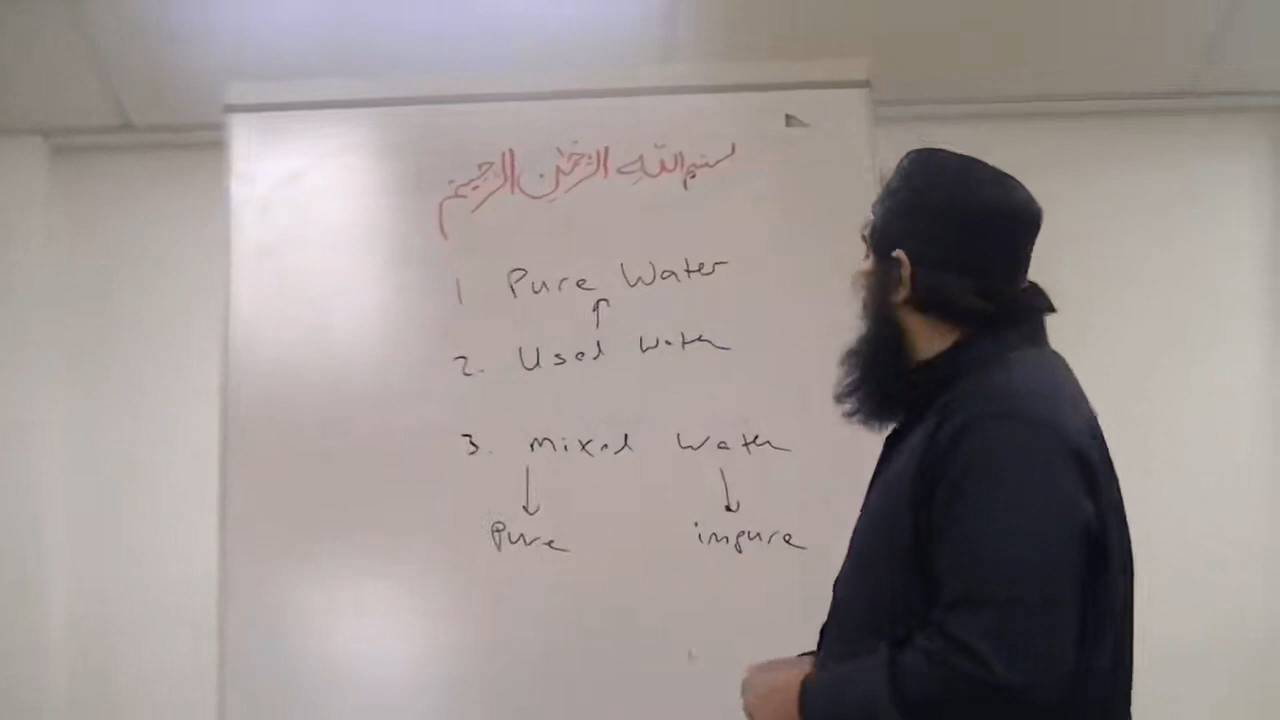 بسم الله الرحمن الرحيم
1 Pure Water
↑
2. Used Water
3. Mixed Water
↓ ↓
Pure impure